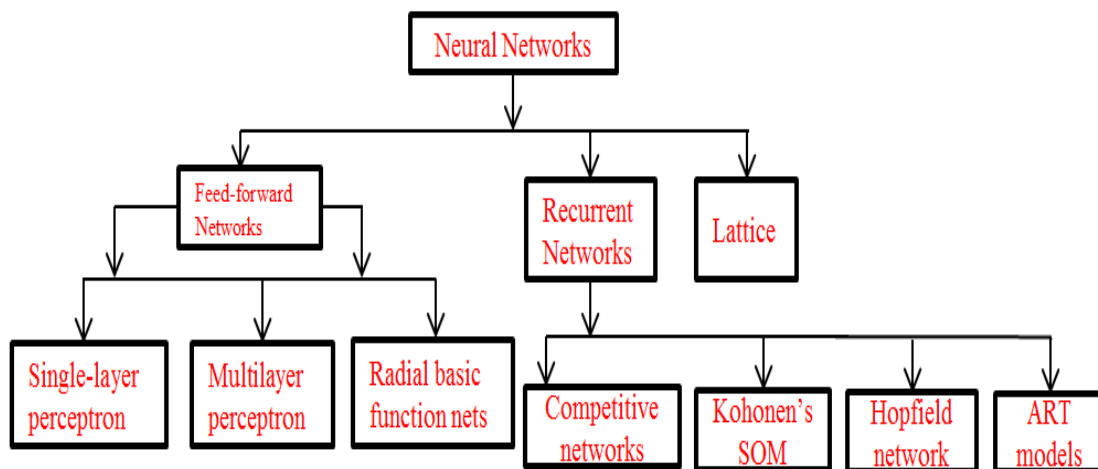 Neural Networks
Feed-forward
Networks
Recurrent
Networks
Lattice
Single-layer
perceptron
Multilayer
perceptron
Radial basic
function nets
Competitive
networks
Kohonen’s
SOM
Hopfield
network
ART
models